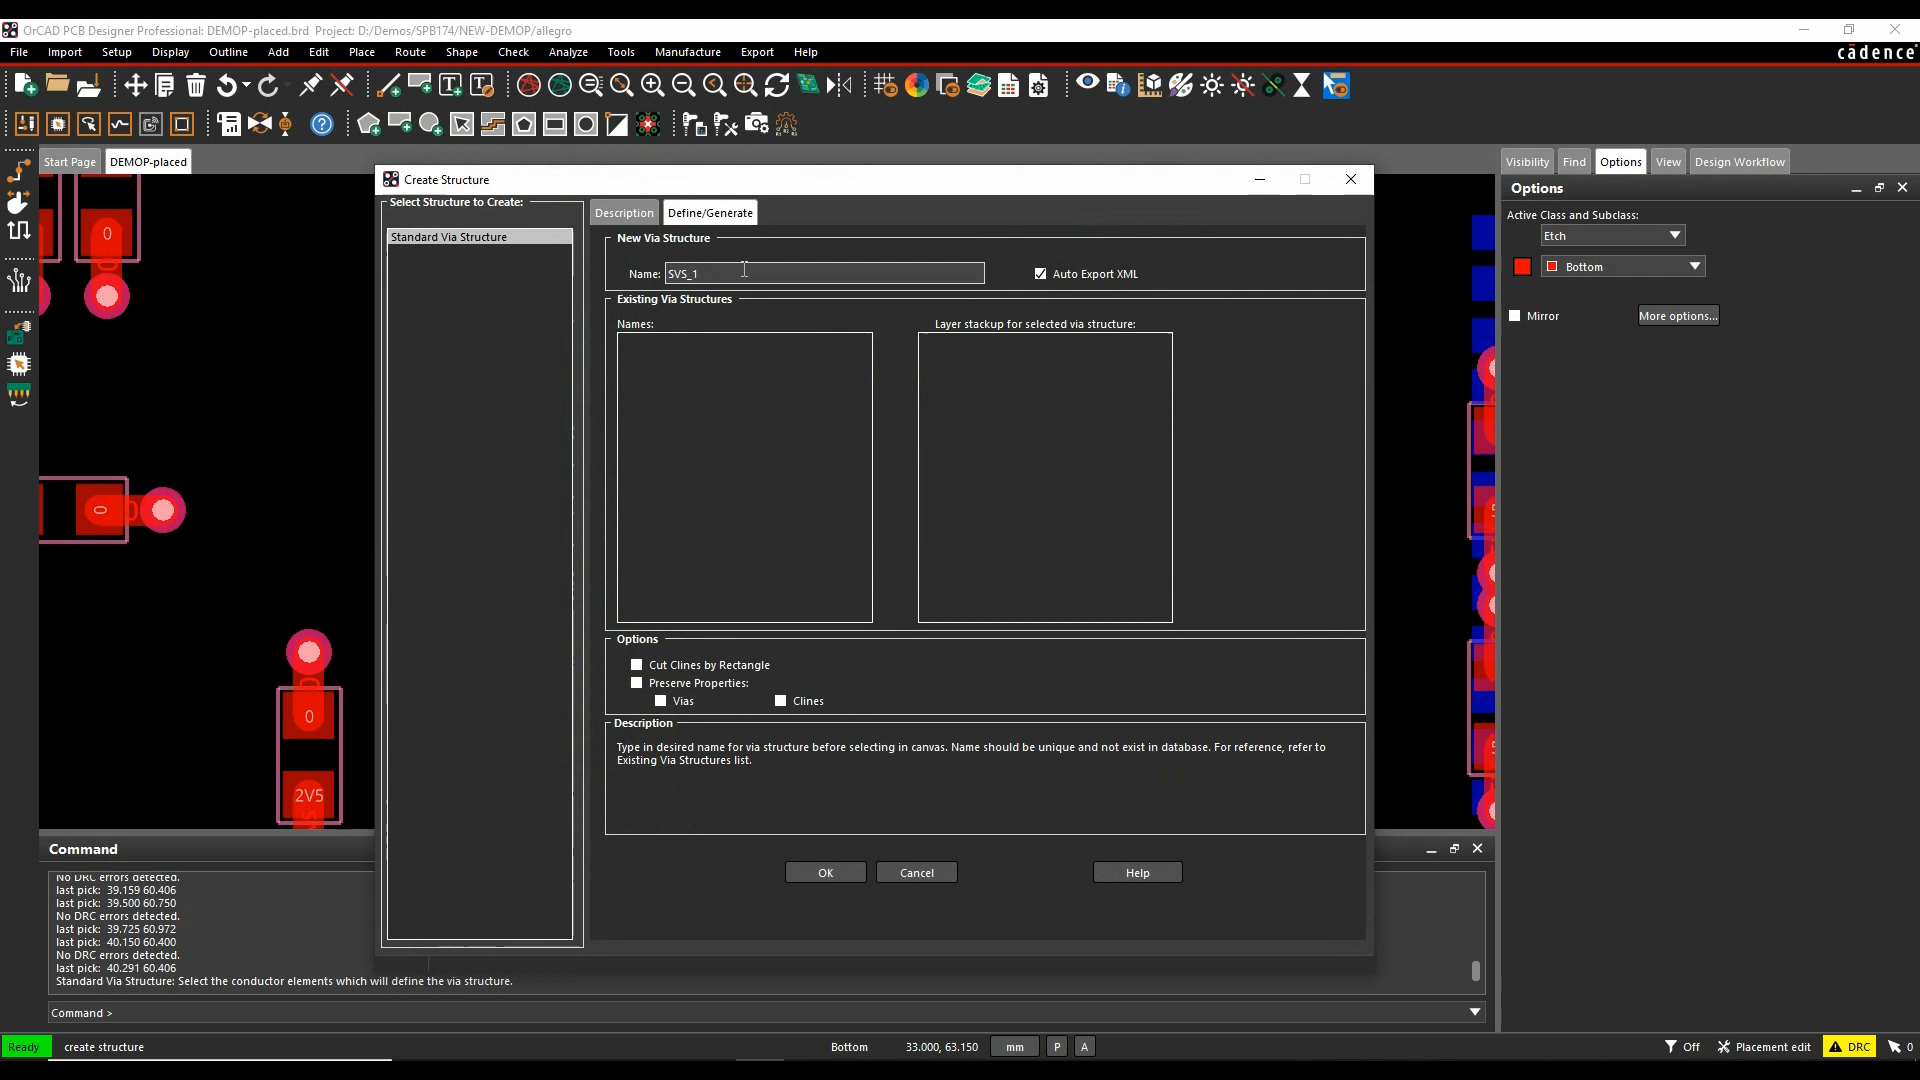 OrCAD PCB Designer Professional: DEMOP-placed.brd Project: D:/Demos/SPB174/NEW-DEMOP/allegro
File Import Setup Display Outline Add Edit Place Route Shape Check Analyze Tools Manufacture Export Help
cādence
Start Page DEMOP-placed
Visibility Find Options View Design Workflow
Options
Active Class and Subclass:
Etch
Bottom
Mirror More options...
Create Structure
Select Structure to Create:
Standard Via Structure
Description Define/Generate
New Via Structure
Name: SVS_1 Auto Export XML
Existing Via Structures
Names: Layer stackup for selected via structure:
Options
Cut Clines by Rectangle
Preserve Properties:
Vias Clines
Description
Type in desired name for via structure before selecting in canvas. Name should be unique and not exist in database. For reference, refer to
Existing Via Structures list.
OK Cancel Help
0
0
0
2V5
Command
No DRC errors detected.
last pick: 39.159 60.406
last pick: 39.500 60.750
No DRC errors detected.
last pick: 39.725 60.972
last pick: 40.150 60.400
No DRC errors detected.
last pick: 40.291 60.406
Standard Via Structure: Select the conductor elements which will define the via structure.
Command >
Ready create structure Bottom 33.000, 63.150 mm P A Off Placement edit DRC 0